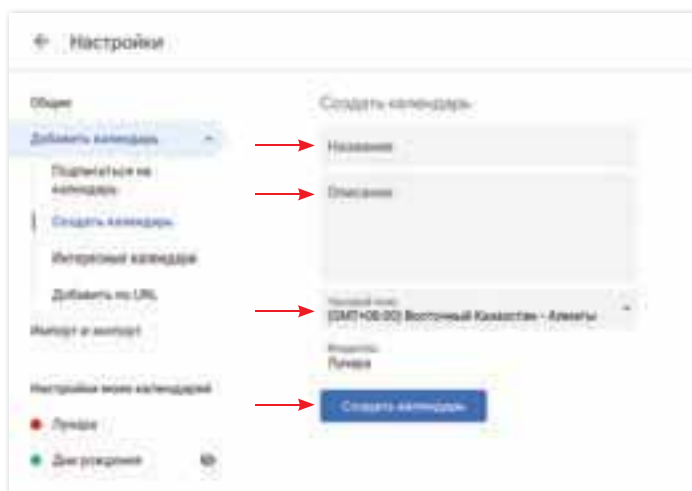 Настройки
Общие
Добавить календарь
Подписаться на
календарь
Создать календарь
Интересные календари
Добавить по URL
Импорт и экспорт
Настройки моих календарей
Лунара
Дни рождения
Создать календарь
Название
Описание
Часовой пояс
(GMT+06:00) Восточный Казахстан - Алматы
Владелец
Лунара
Создать календарь